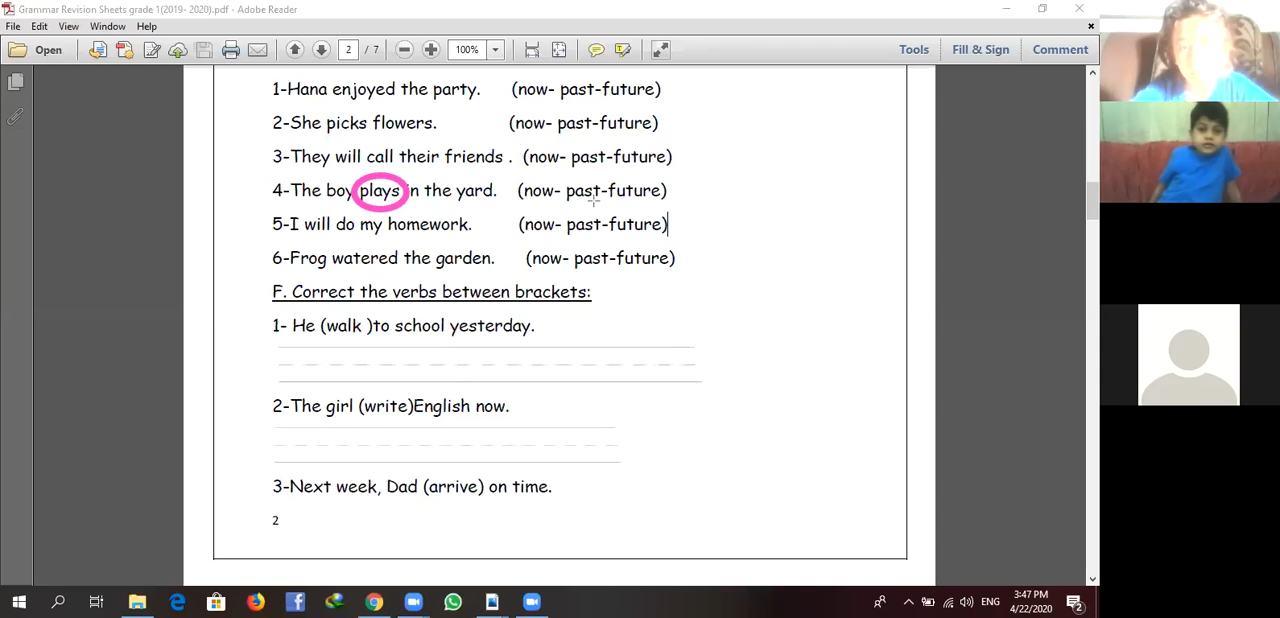 Grammar Revision Sheets grade 1(2019- 2020).pdf - Adobe Reader
File Edit View Window Help
Open 2 / 7 100% Tools Fill & Sign Comment
1-Hana enjoyed the party. (now- past-future)
2-She picks flowers. (now- past-future)
3-They will call their friends . (now- past-future)
4-The boy plays in the yard. (now- past-future)
5-I will do my homework. (now- past-future)
6-Frog watered the garden. (now- past-future)
F. Correct the verbs between brackets:
1- He (walk )to school yesterday.
2-The girl (write)English now.
3-Next week, Dad (arrive) on time.
2
ENG
3:47 PM
4/22/2020
2